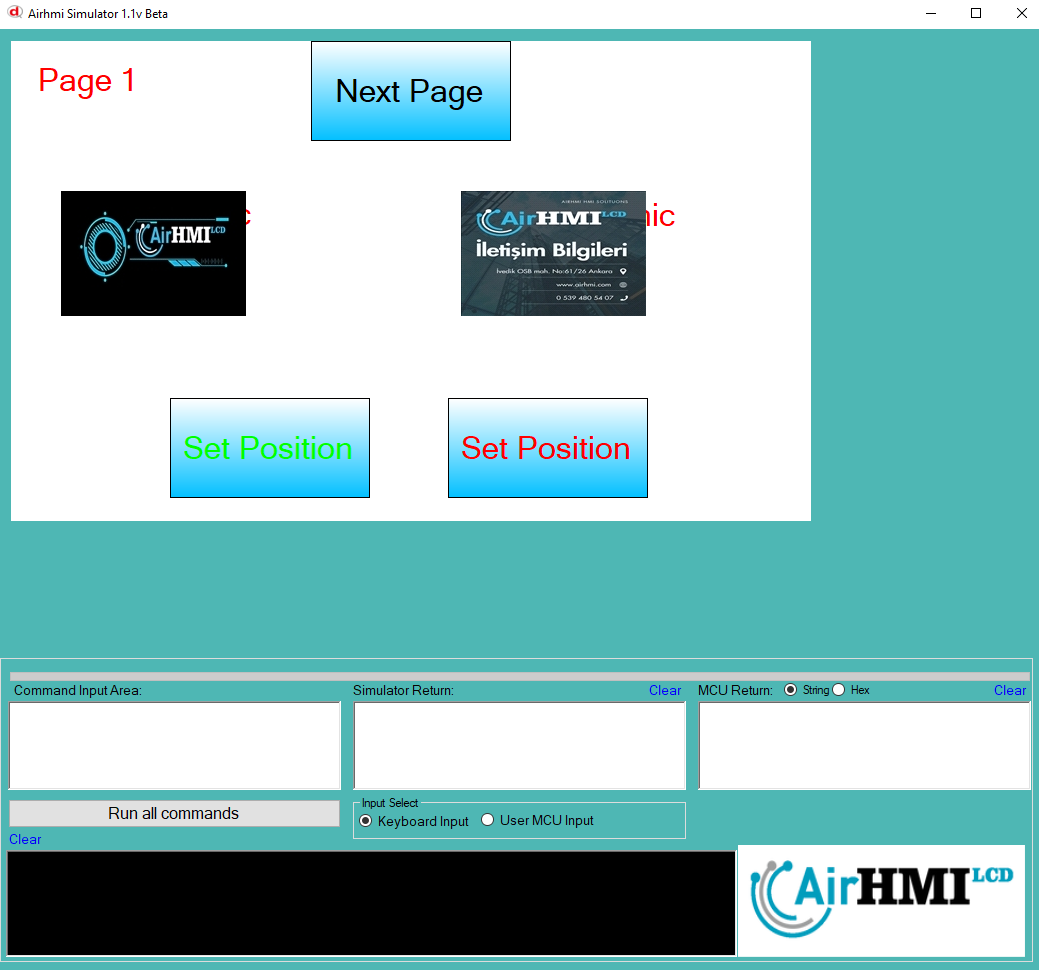 Airhmi Simulator 1.1v Beta
Page 1
Next Page
AirHMI LCD
c
AIRHMI HMI SOLITUONS
AirHMI LCD
ic
İletişim Bilgileri
İvedik OSB mah. No:61/26 Ankara
www.airhmi.com
0 539 480 54 07
Set Position
Set Position
Command Input Area:
Simulator Return:
Clear
MCU Return:
String
Hex
Clear
Run all commands
Input Select
Keyboard Input
User MCU Input
Clear
AirHMI LCD